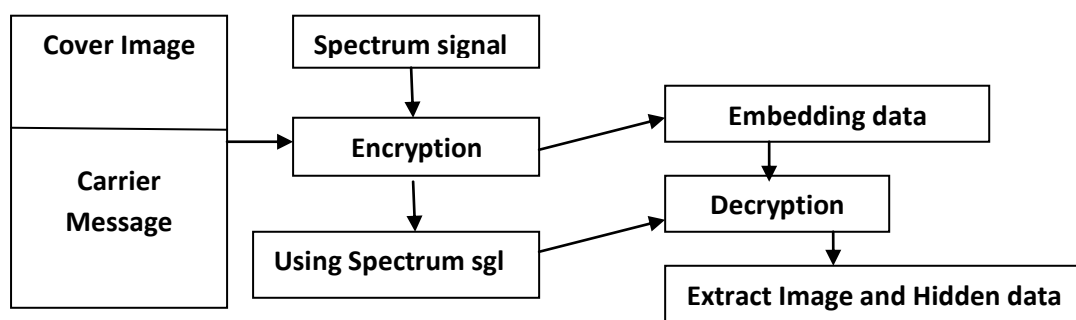 Cover Image
Carrier
Message
Spectrum signal
Encryption
Using Spectrum sgl
Embedding data
Decryption
Extract Image and Hidden data